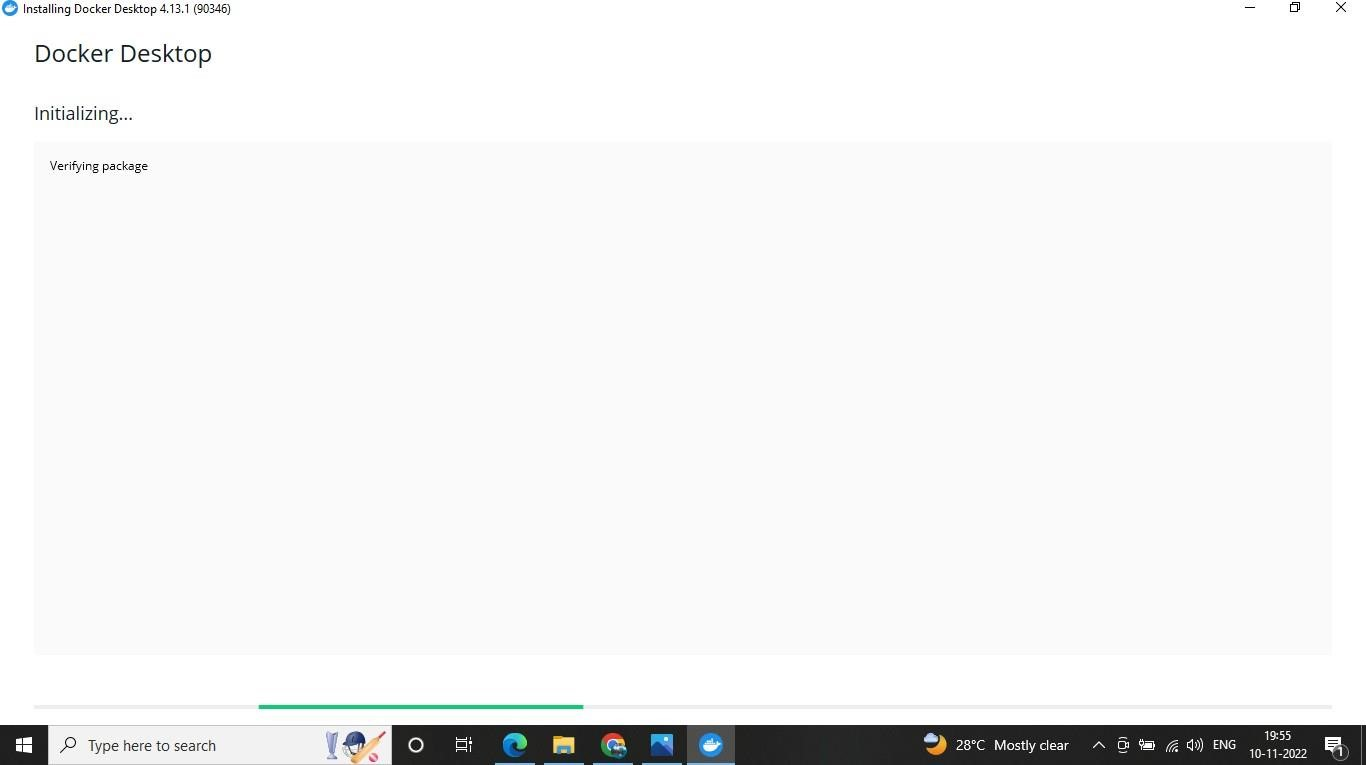 Installing Docker Desktop 4.13.1 (90346)
Docker Desktop
Initializing...
Verifying package
Type here to search
28°C Mostly clear
ENG
19:55
10-11-2022
1